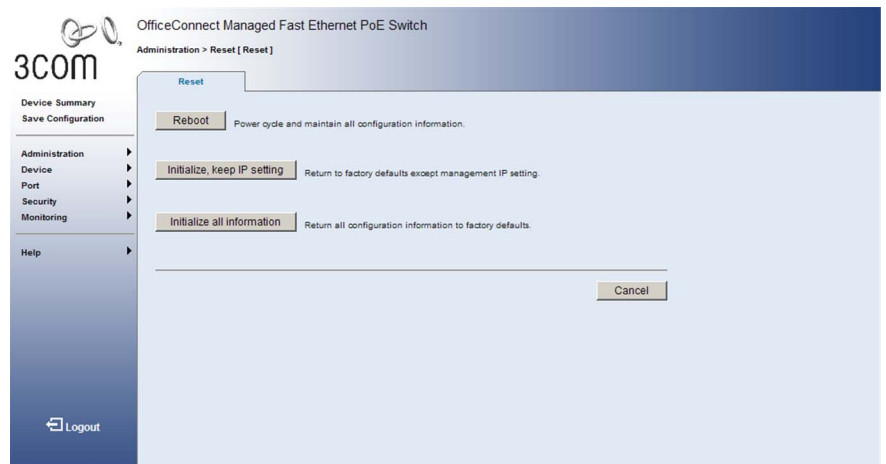 3COM
OfficeConnect Managed Fast Ethernet PoE Switch
Administration > Reset [ Reset ]
Reset
Device Summary
Save Configuration
Administration
Device
Port
Security
Monitoring
Help
Logout
Reboot Power cycle and maintain all configuration information.
Initialize, keep IP setting Return to factory defaults except management IP setting.
Initialize all information Return all configuration information to factory defaults.
Cancel